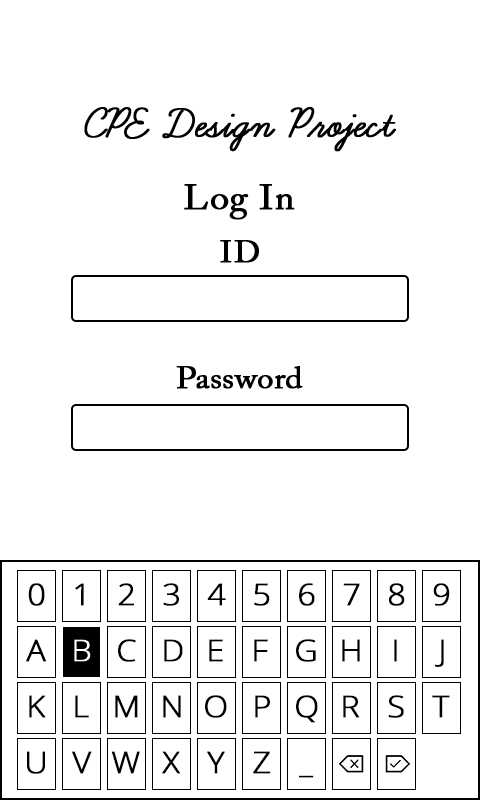 CPE Design Project
Log In
ID
Password
0 1 2 3 4 5 6 7 8 9
A B C D E F G H I J
K L M N O P Q R S T
U V W X Y Z _